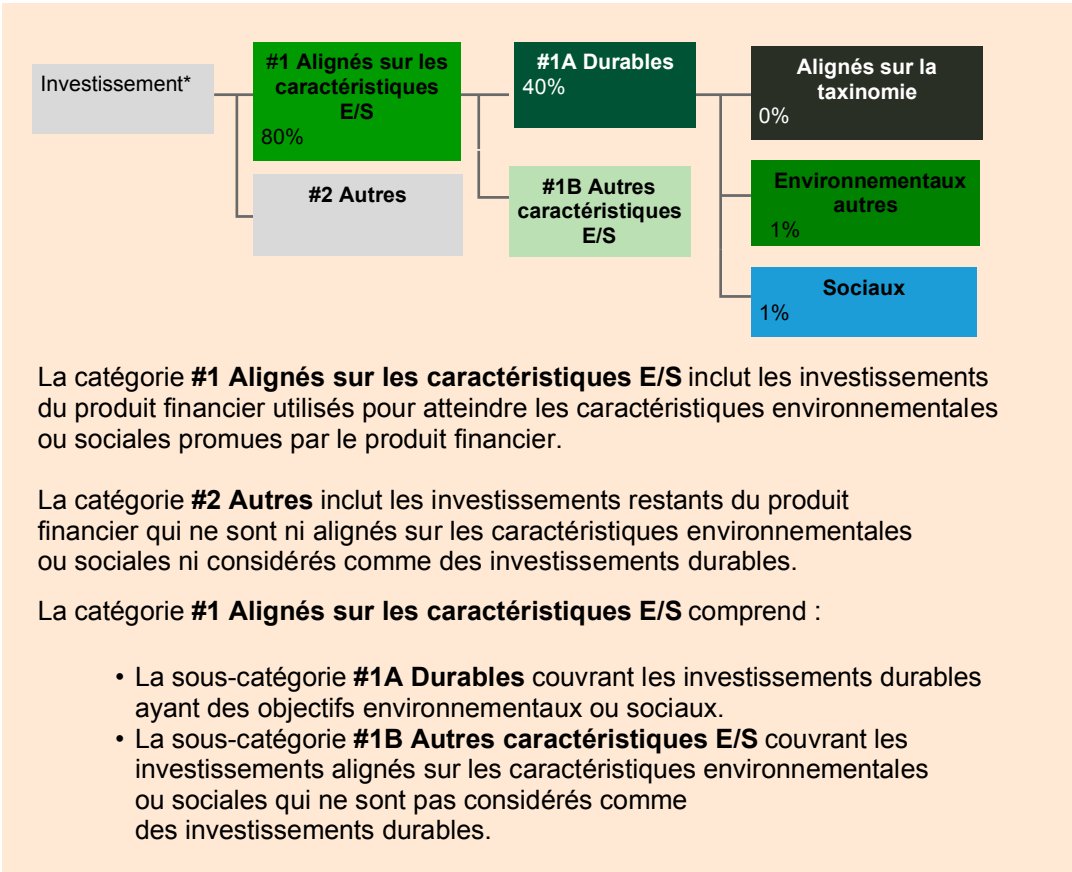 Investissement*
#1 Alignés sur les
caractéristiques
E/S
80%
#2 Autres
#1A Durables
40%
#1B Autres
caractéristiques
E/S
Alignés sur la
taxinomie
0%
Environnementaux
autres
1%
Sociaux
1%
La catégorie #1 Alignés sur les caractéristiques E/S inclut les investissements
du produit financier utilisés pour atteindre les caractéristiques environnementales
ou sociales promues par le produit financier.
La catégorie #2 Autres inclut les investissements restants du produit
financier qui ne sont ni alignés sur les caractéristiques environnementales
ou sociales ni considérés comme des investissements durables.
La catégorie #1 Alignés sur les caractéristiques E/S comprend :
• La sous-catégorie #1A Durables couvrant les investissements durables
ayant des objectifs environnementaux ou sociaux.
• La sous-catégorie #1B Autres caractéristiques E/S couvrant les
investissements alignés sur les caractéristiques environnementales
ou sociales qui ne sont pas considérés comme
des investissements durables.